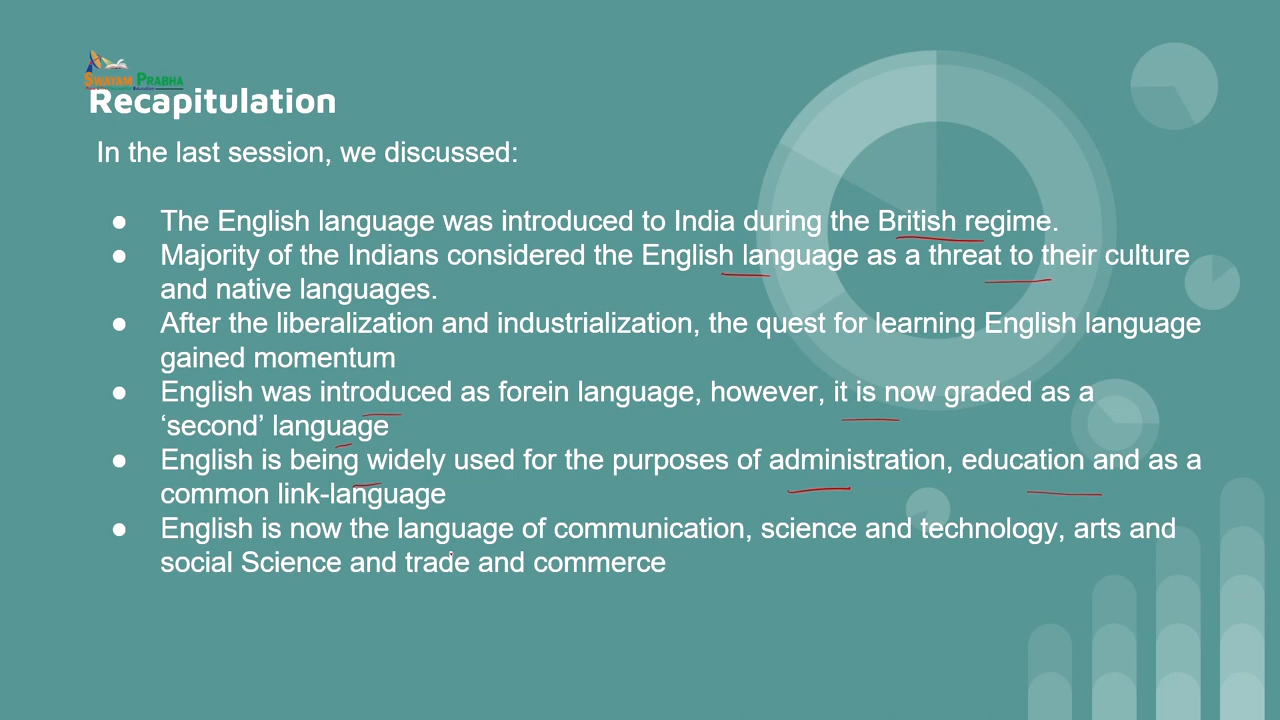 SWAYAM PRABHA
Recapitulation
In the last session, we discussed:
● The English language was introduced to India during the British regime.
● Majority of the Indians considered the English language as a threat to their culture
and native languages.
● After the liberalization and industrialization, the quest for learning English language
gained momentum
● English was introduced as forein language, however, it is now graded as a
‘second’ language
● English is being widely used for the purposes of administration, education and as a
common link-language
● English is now the language of communication, science and technology, arts and
social Science and trade and commerce